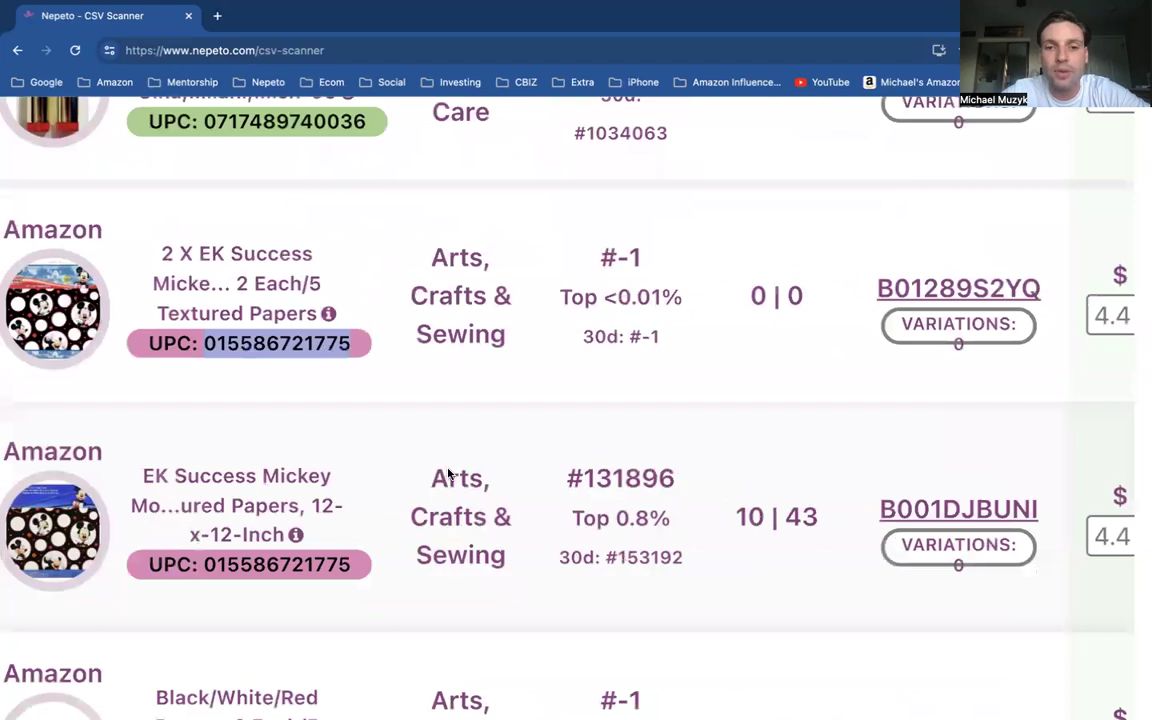 Nepeto - CSV Scanner
https://www.nepeto.com/csv-scanner
Google
Amazon
Mentorship
Nepeto
Ecom
Social
Investing
CBIZ
Extra
iPhone
Amazon Influence...
YouTube
Michael's Amazo
Michael Muzyk
UPC: 0717489740036
Care
30d:
#1034063
VARIATIONS:
0
Amazon
2 X EK Success
Micke... 2 Each/5
Textured Papers
UPC: 015586721775
Arts,
Crafts &
Sewing
#-1
Top <0.01%
30d: #-1
0 | 0
B01289S2YQ
VARIATIONS:
0
$
4.4
Amazon
EK Success Mickey
Mo...ured Papers, 12-
x-12-Inch
UPC: 015586721775
Arts,
Crafts &
Sewing
#131896
Top 0.8%
30d: #153192
10 | 43
B001DJBUNI
VARIATIONS:
0
$
4.4
Amazon
Black/White/Red
Arts,
#-1
$